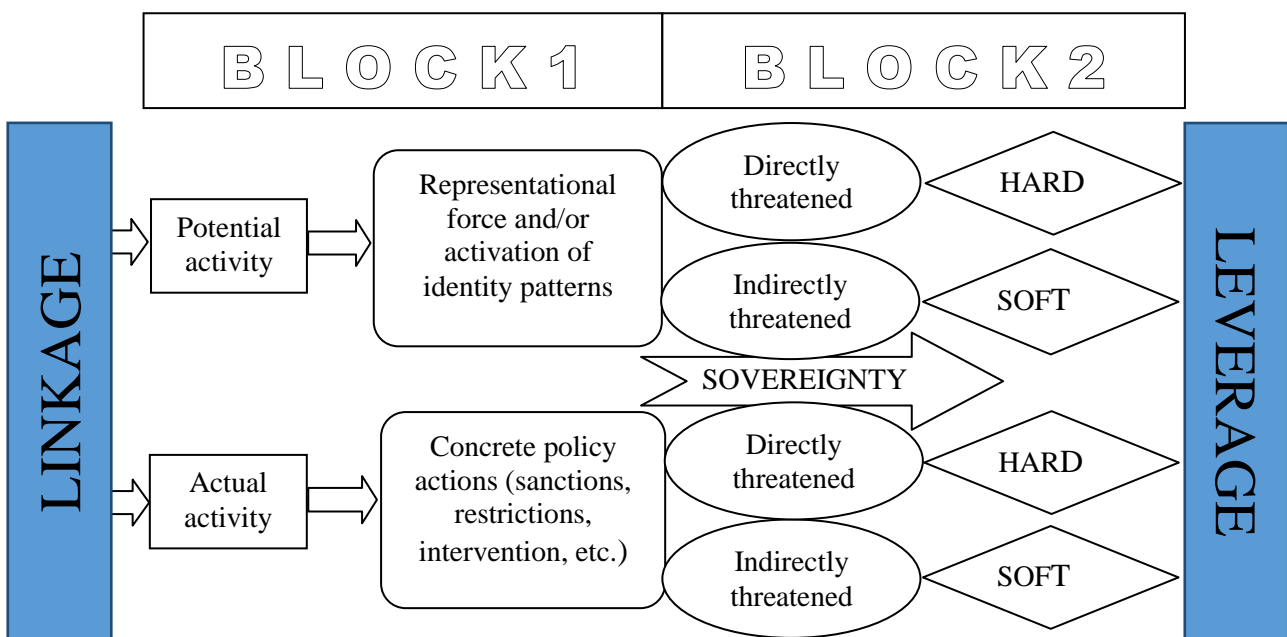 BLOCK1
BLOCK2
LINKAGE
Potential
activity
Representational
force and/or
activation of
identity patterns
Directly
threatened
HARD
Indirectly
threatened
SOFT
SOVEREIGNTY
Actual
activity
Concrete policy
actions (sanctions,
restrictions,
intervention, etc.)
Directly
threatened
HARD
Indirectly
threatened
SOFT
LEVERAGE